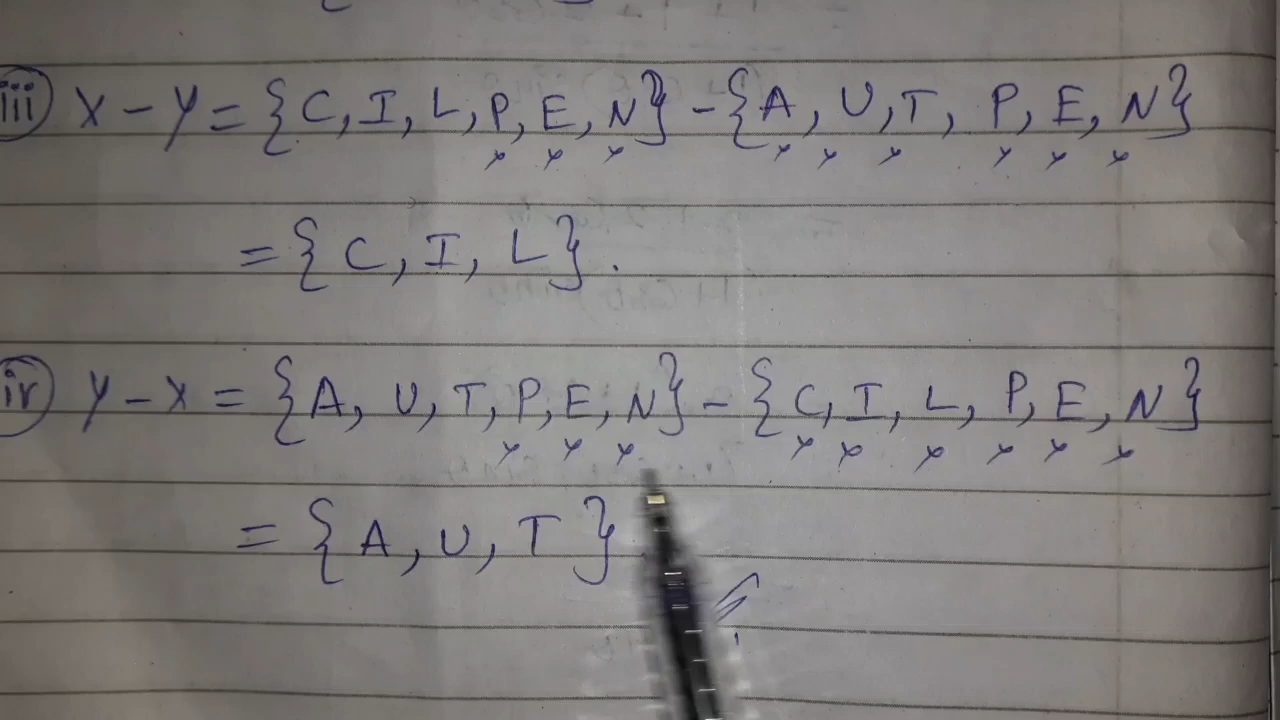 iii X - Y = {C, I, L, P, E, N} - {A, U, T, P, E, N}
= {C, I, L}.
iv Y - X = {A, U, T, P, E, N} - {C, I, L, P, E, N}
= {A, U, T}